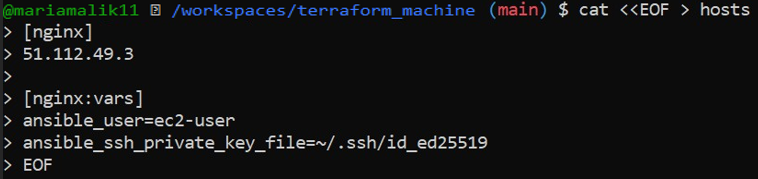 @mariamalik11 /workspaces/terraform_machine (main) $ cat <<EOF > hosts
> [nginx]
> 51.112.49.3
>
> [nginx:vars]
> ansible_user=ec2-user
> ansible_ssh_private_key_file=~/.ssh/id_ed25519
> EOF